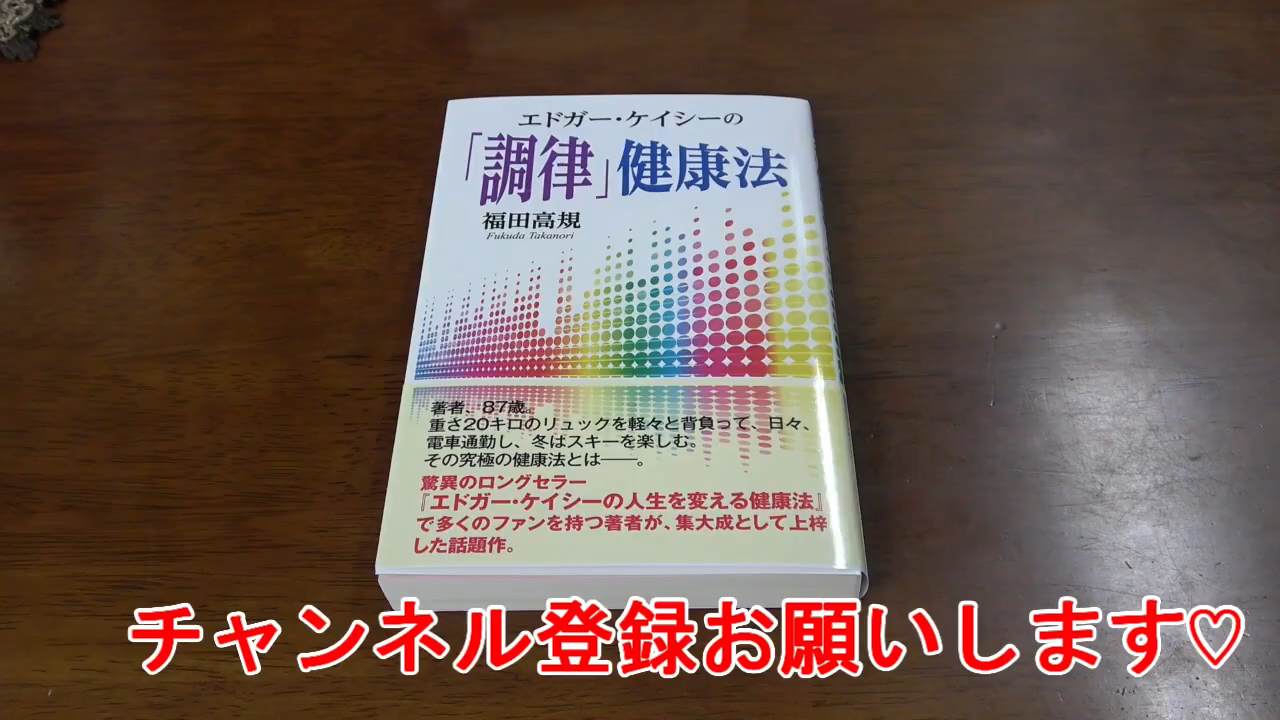 エドガー・ケイシーの
「調律」健康法
福田高規
Fukuda Takanori
著者、87歳。
重さ20キロのリュックを軽々と背負って、日々、
電車通勤し、冬はスキーを楽しむ。
その究極の健康法とは──。
驚異のロングセラー
『エドガー・ケイシーの人生を変える健康法』
で多くのファンを持つ著者が、集大成として上梓
した話題作。
チャンネル登録お願いします♡